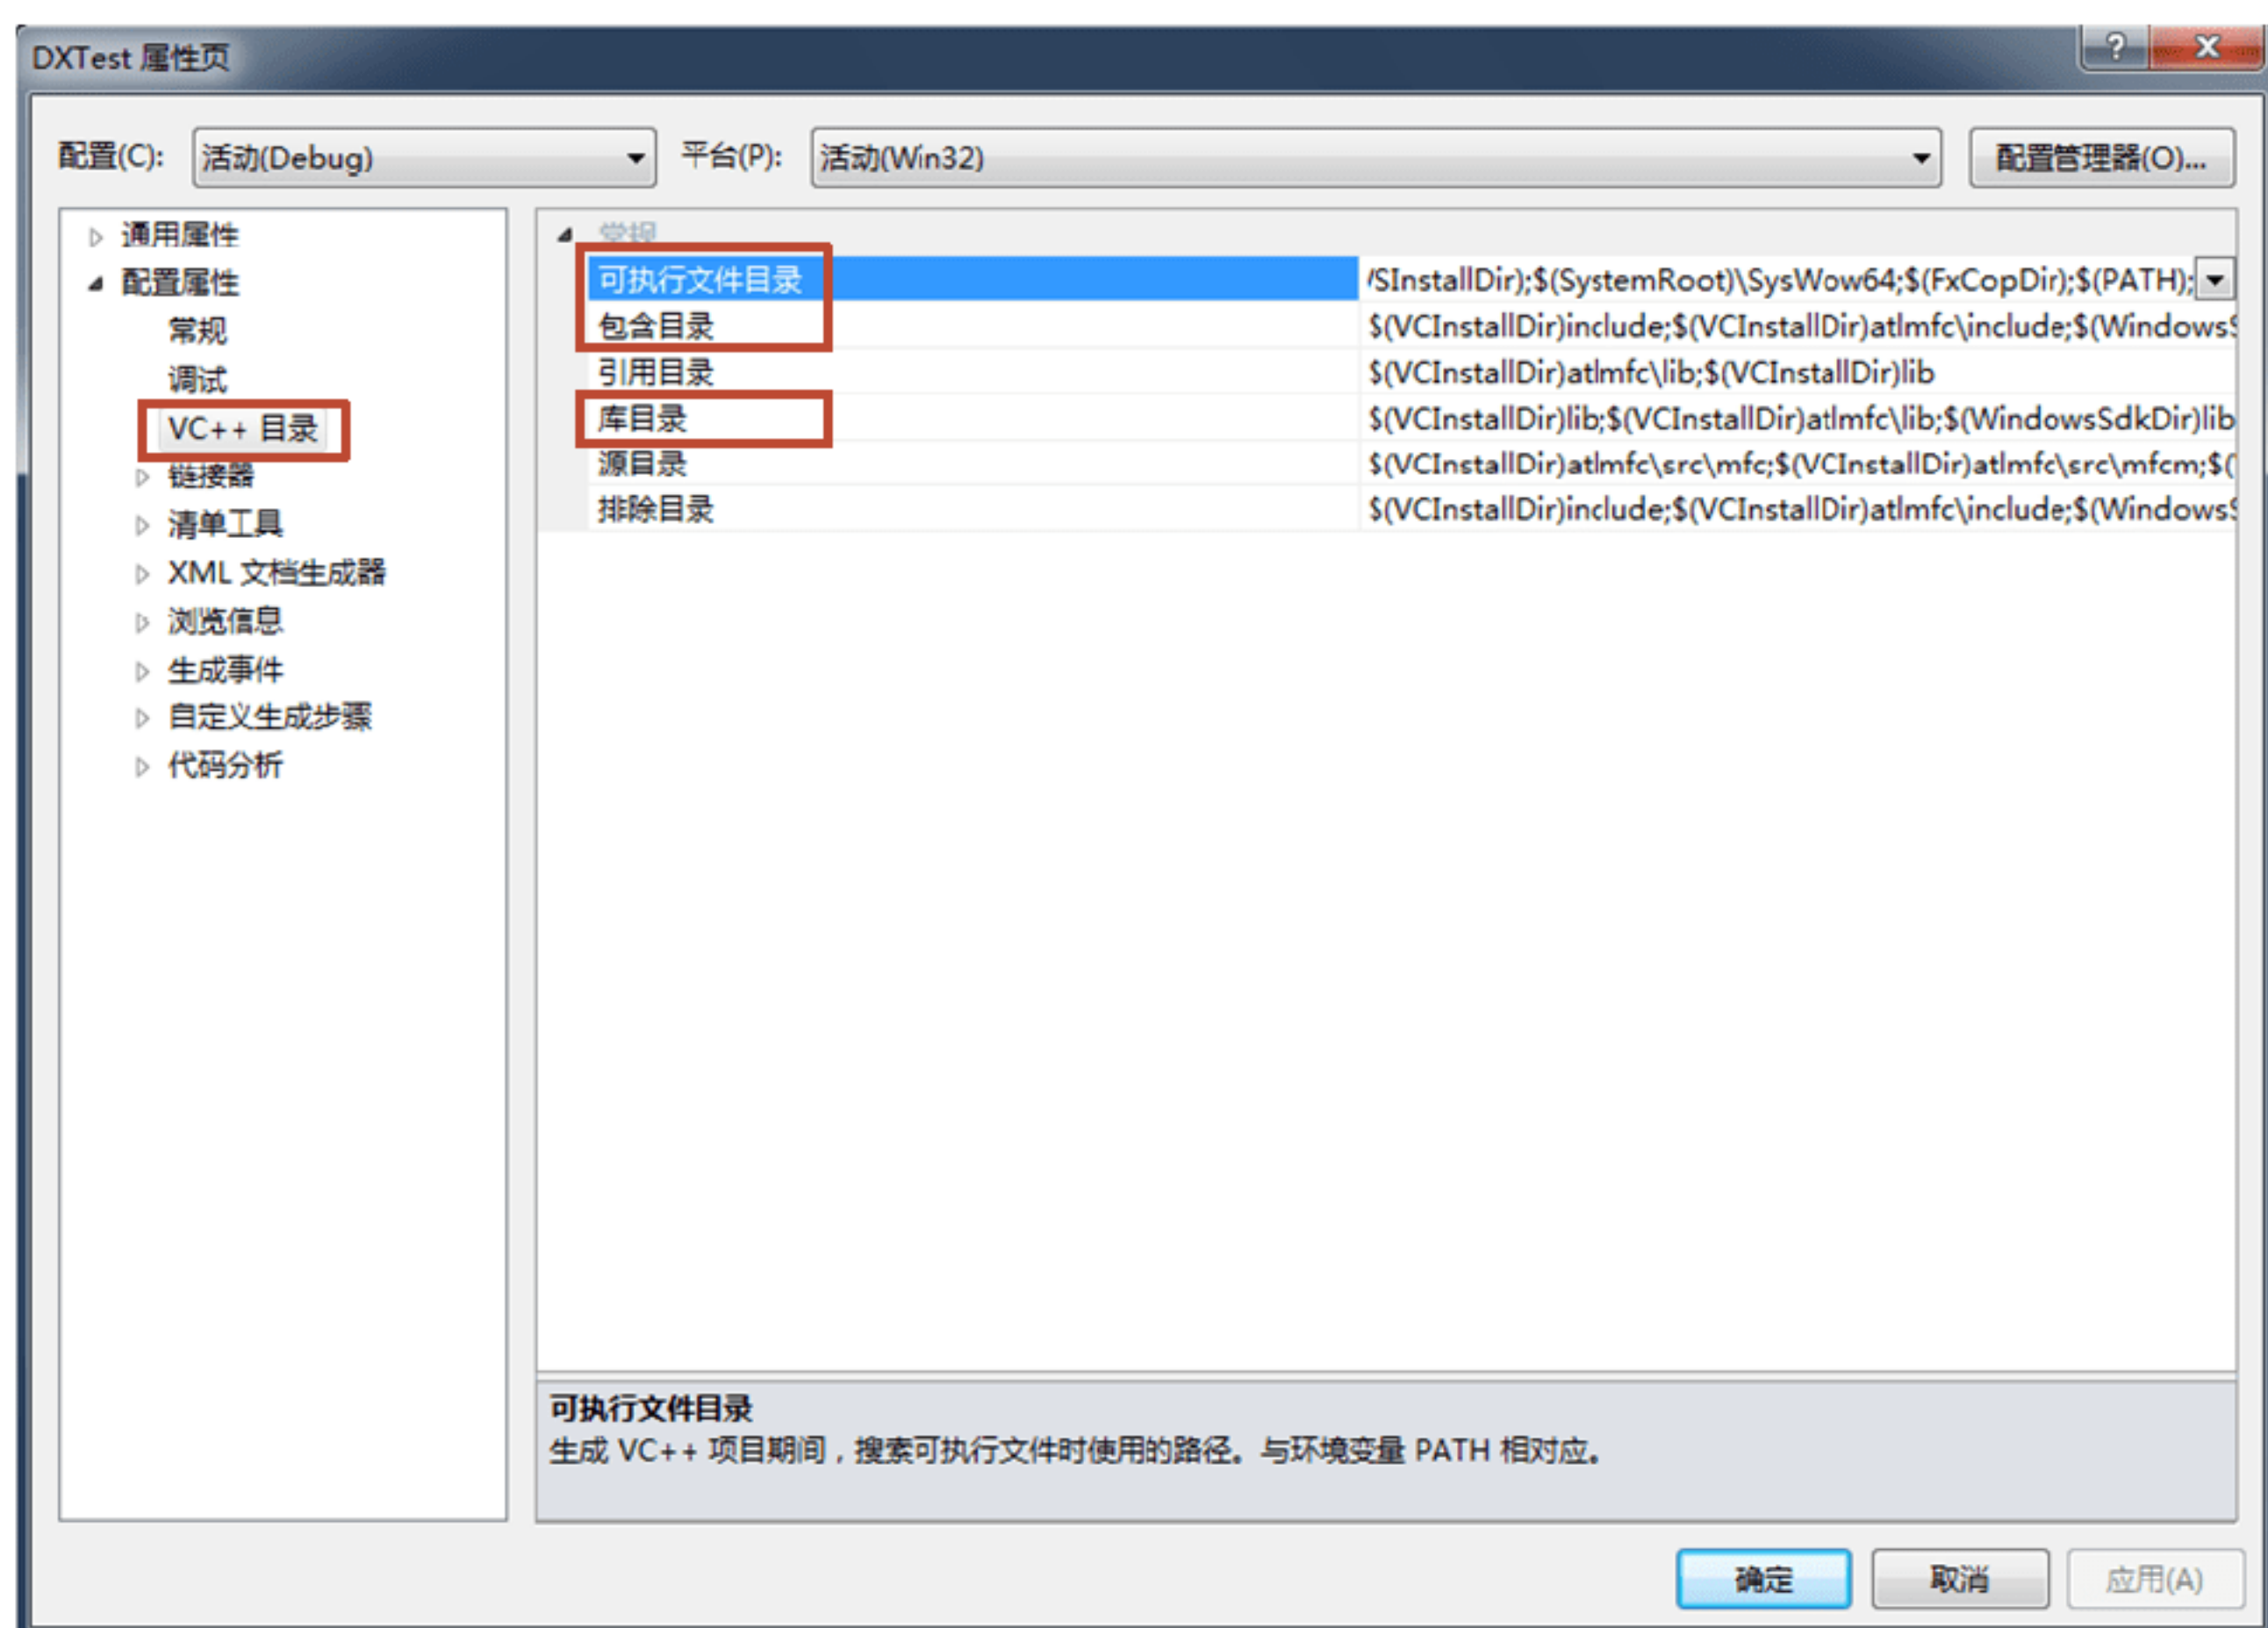 DXTest 属性页
?
配置(C): 活动(Debug) 平台(P): 活动(Win32) 配置管理器(O)...
通用属性
配置属性
常规
调试
VC++ 目录
链接器
清单工具
XML 文档生成器
浏览信息
生成事件
自定义生成步骤
代码分析
常规
可执行文件目录 /SInstallDir);$(SystemRoot)\SysWow64;$(FxCopDir);$(PATH);
包含目录 $(VCInstallDir)include;$(VCInstallDir)atlmfc\include;$(WindowsS
引用目录 $(VCInstallDir)atlmfc\lib;$(VCInstallDir)lib
库目录 $(VCInstallDir)lib;$(VCInstallDir)atlmfc\lib;$(WindowsSdkDir)lib
源目录 $(VCInstallDir)atlmfc\src\mfc;$(VCInstallDir)atlmfc\src\mfcm;$(
排除目录 $(VCInstallDir)include;$(VCInstallDir)atlmfc\include;$(WindowsS
可执行文件目录
生成 VC++ 项目期间，搜索可执行文件时使用的路径。与环境变量 PATH 相对应。
确定 取消 应用(A)